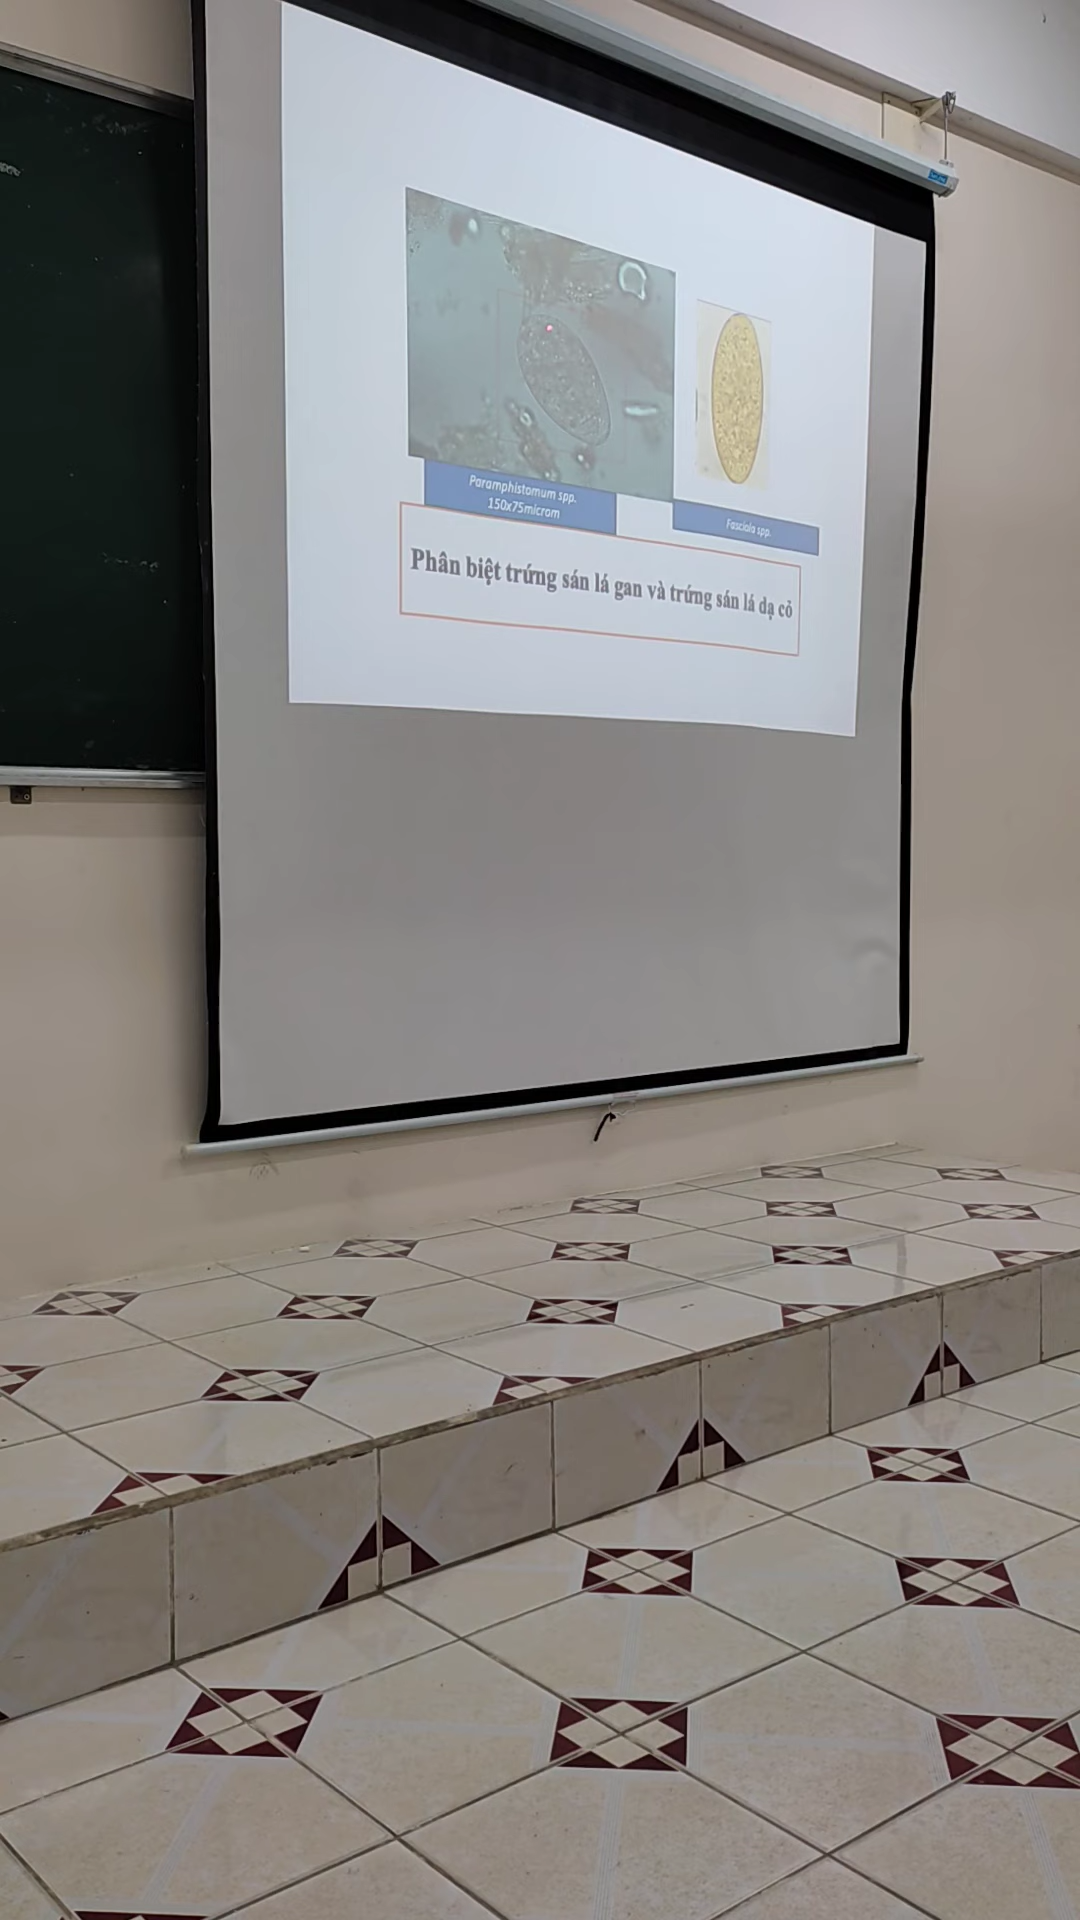 Paramphistomum spp.
150x75microm
Fasciola spp.
Phân biệt trứng sán lá gan và trứng sán lá dạ cỏ